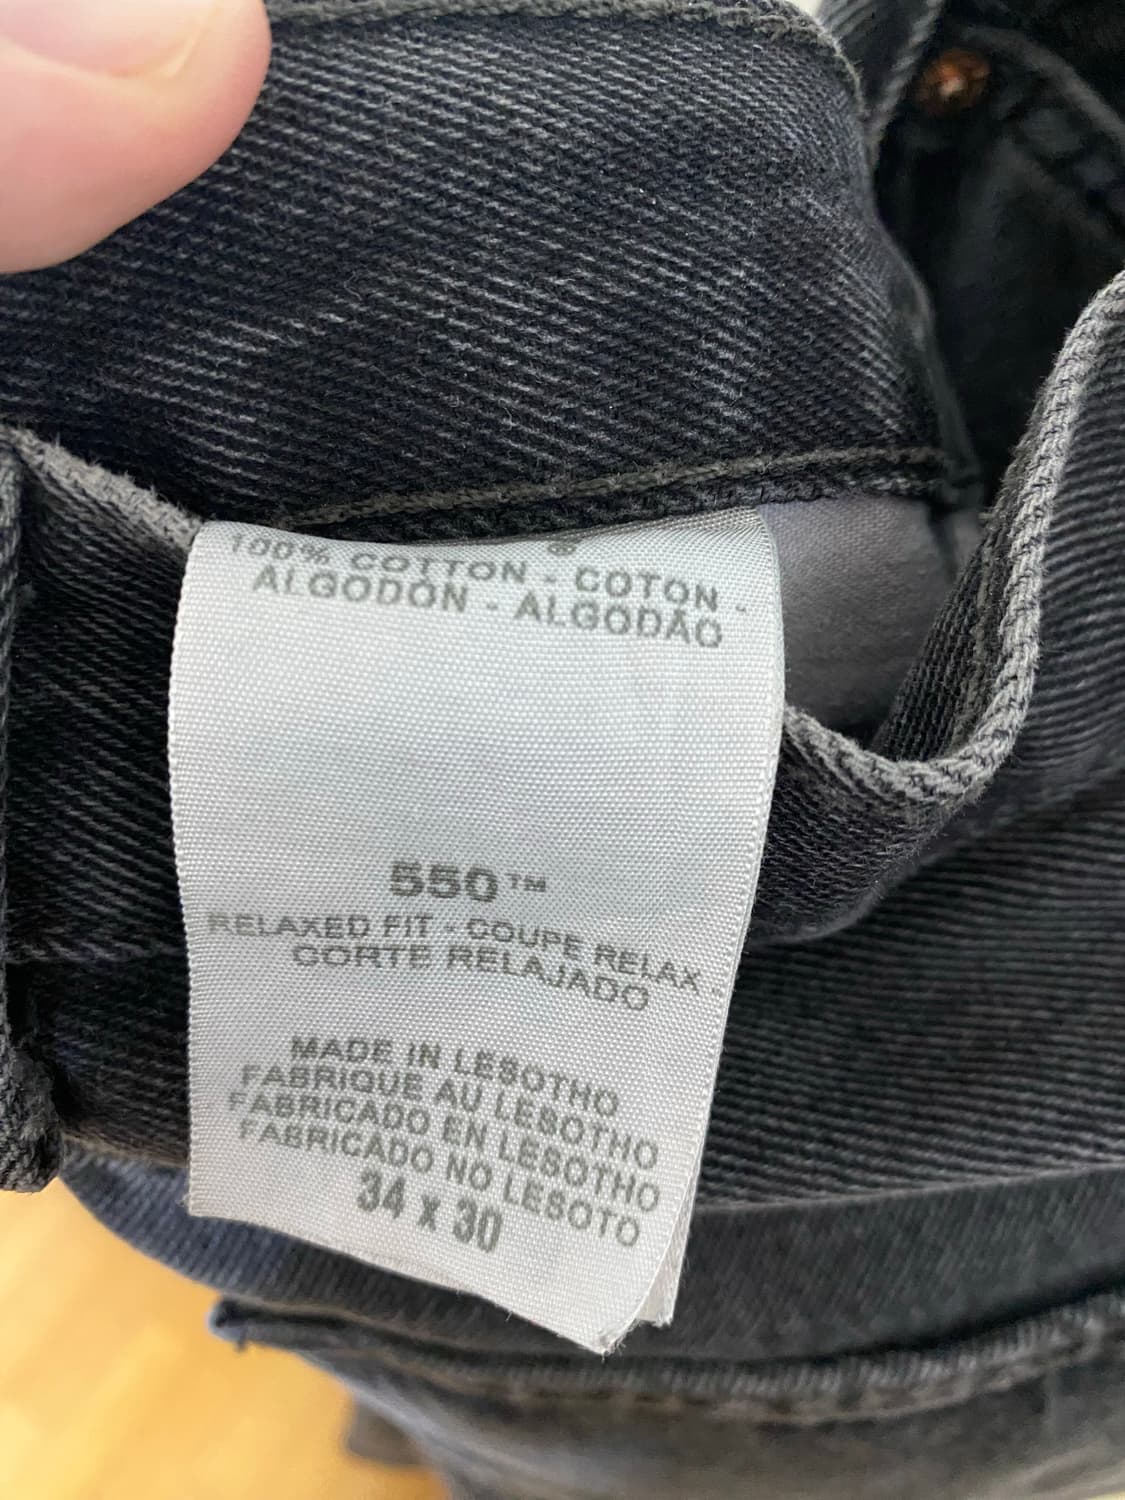 100% COTTON - COTON -
ALGODÓN - ALGODÃO
550™
RELAXED FIT - COUPE RELAX
CORTE RELAJADO
MADE IN LESOTHO
FABRIQUE AU LESOTHO
FABRICADO EN LESOTHO
FABRICADO NO LESOTO
34 x 30